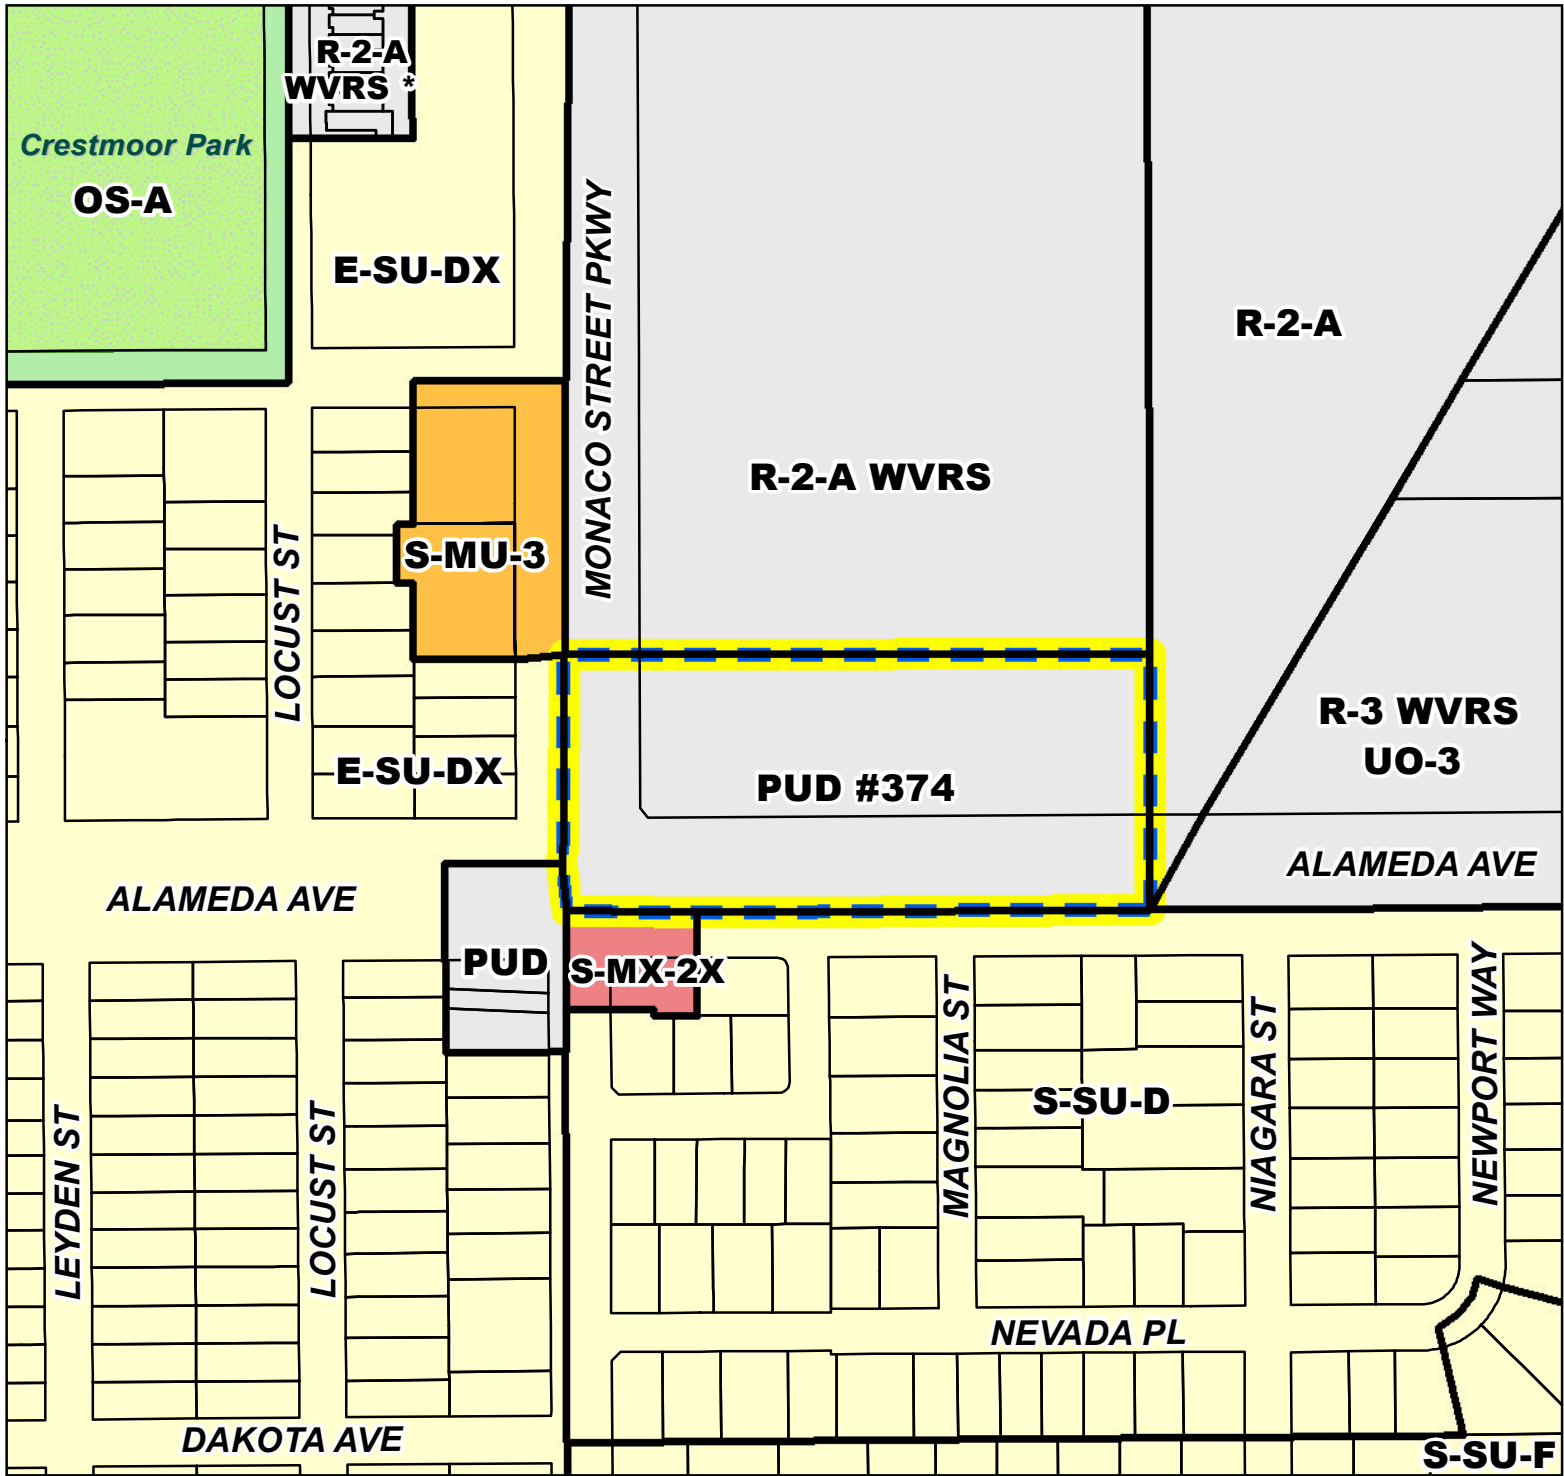 R-2-A
WVRS *
Crestmoor Park
OS-A
E-SU-DX
MONACO STREET PKWY
R-2-A
R-2-A WVRS
S-MU-3
LOCUST ST
R-3 WVRS
UO-3
E-SU-DX
PUD #374
ALAMEDA AVE
ALAMEDA AVE
PUD
S-MX-2X
MAGNOLIA ST
NIAGARA ST
NEWPORT WAY
S-SU-D
LEYDEN ST
LOCUST ST
NEVADA PL
DAKOTA AVE
S-SU-F